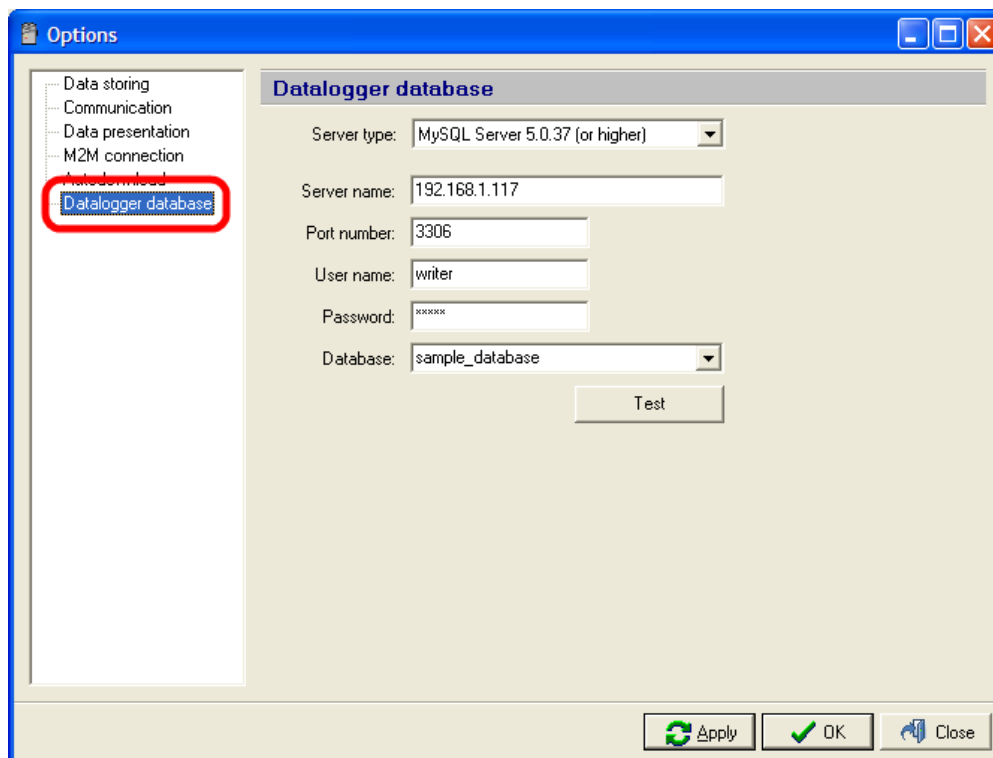 Options
Data storing
Communication
Data presentation
M2M connection
Autodownload
Datalogger database
Datalogger database
Server type: MySQL Server 5.0.37 (or higher)
Server name: 192.168.1.117
Port number: 3306
User name: writer
Password: *****
Database: sample_database
Test
Apply
OK
Close